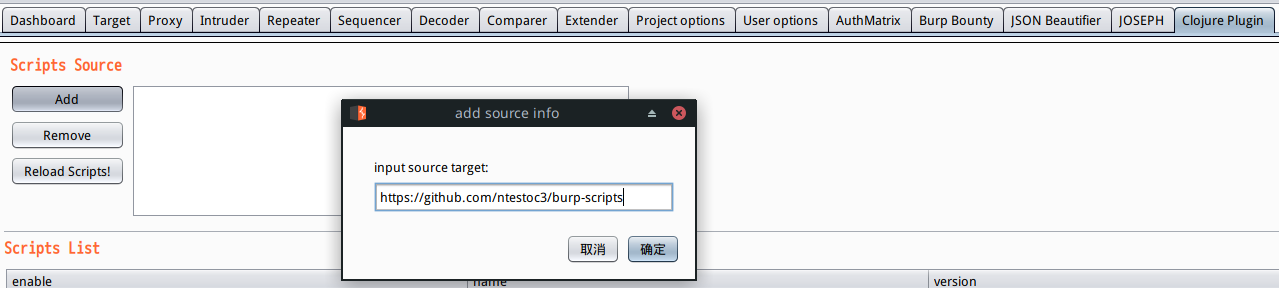 Dashboard Target Proxy Intruder Repeater Sequencer Decoder Comparer Extender Project options User options AuthMatrix Burp Bounty JSON Beautifier JOSEPH Clojure Plugin
Scripts Source
Add
Remove
Reload Scripts!
add source info
input source target:
https://github.com/ntestoc3/burp-scripts
取消 确定
Scripts List
enable name version